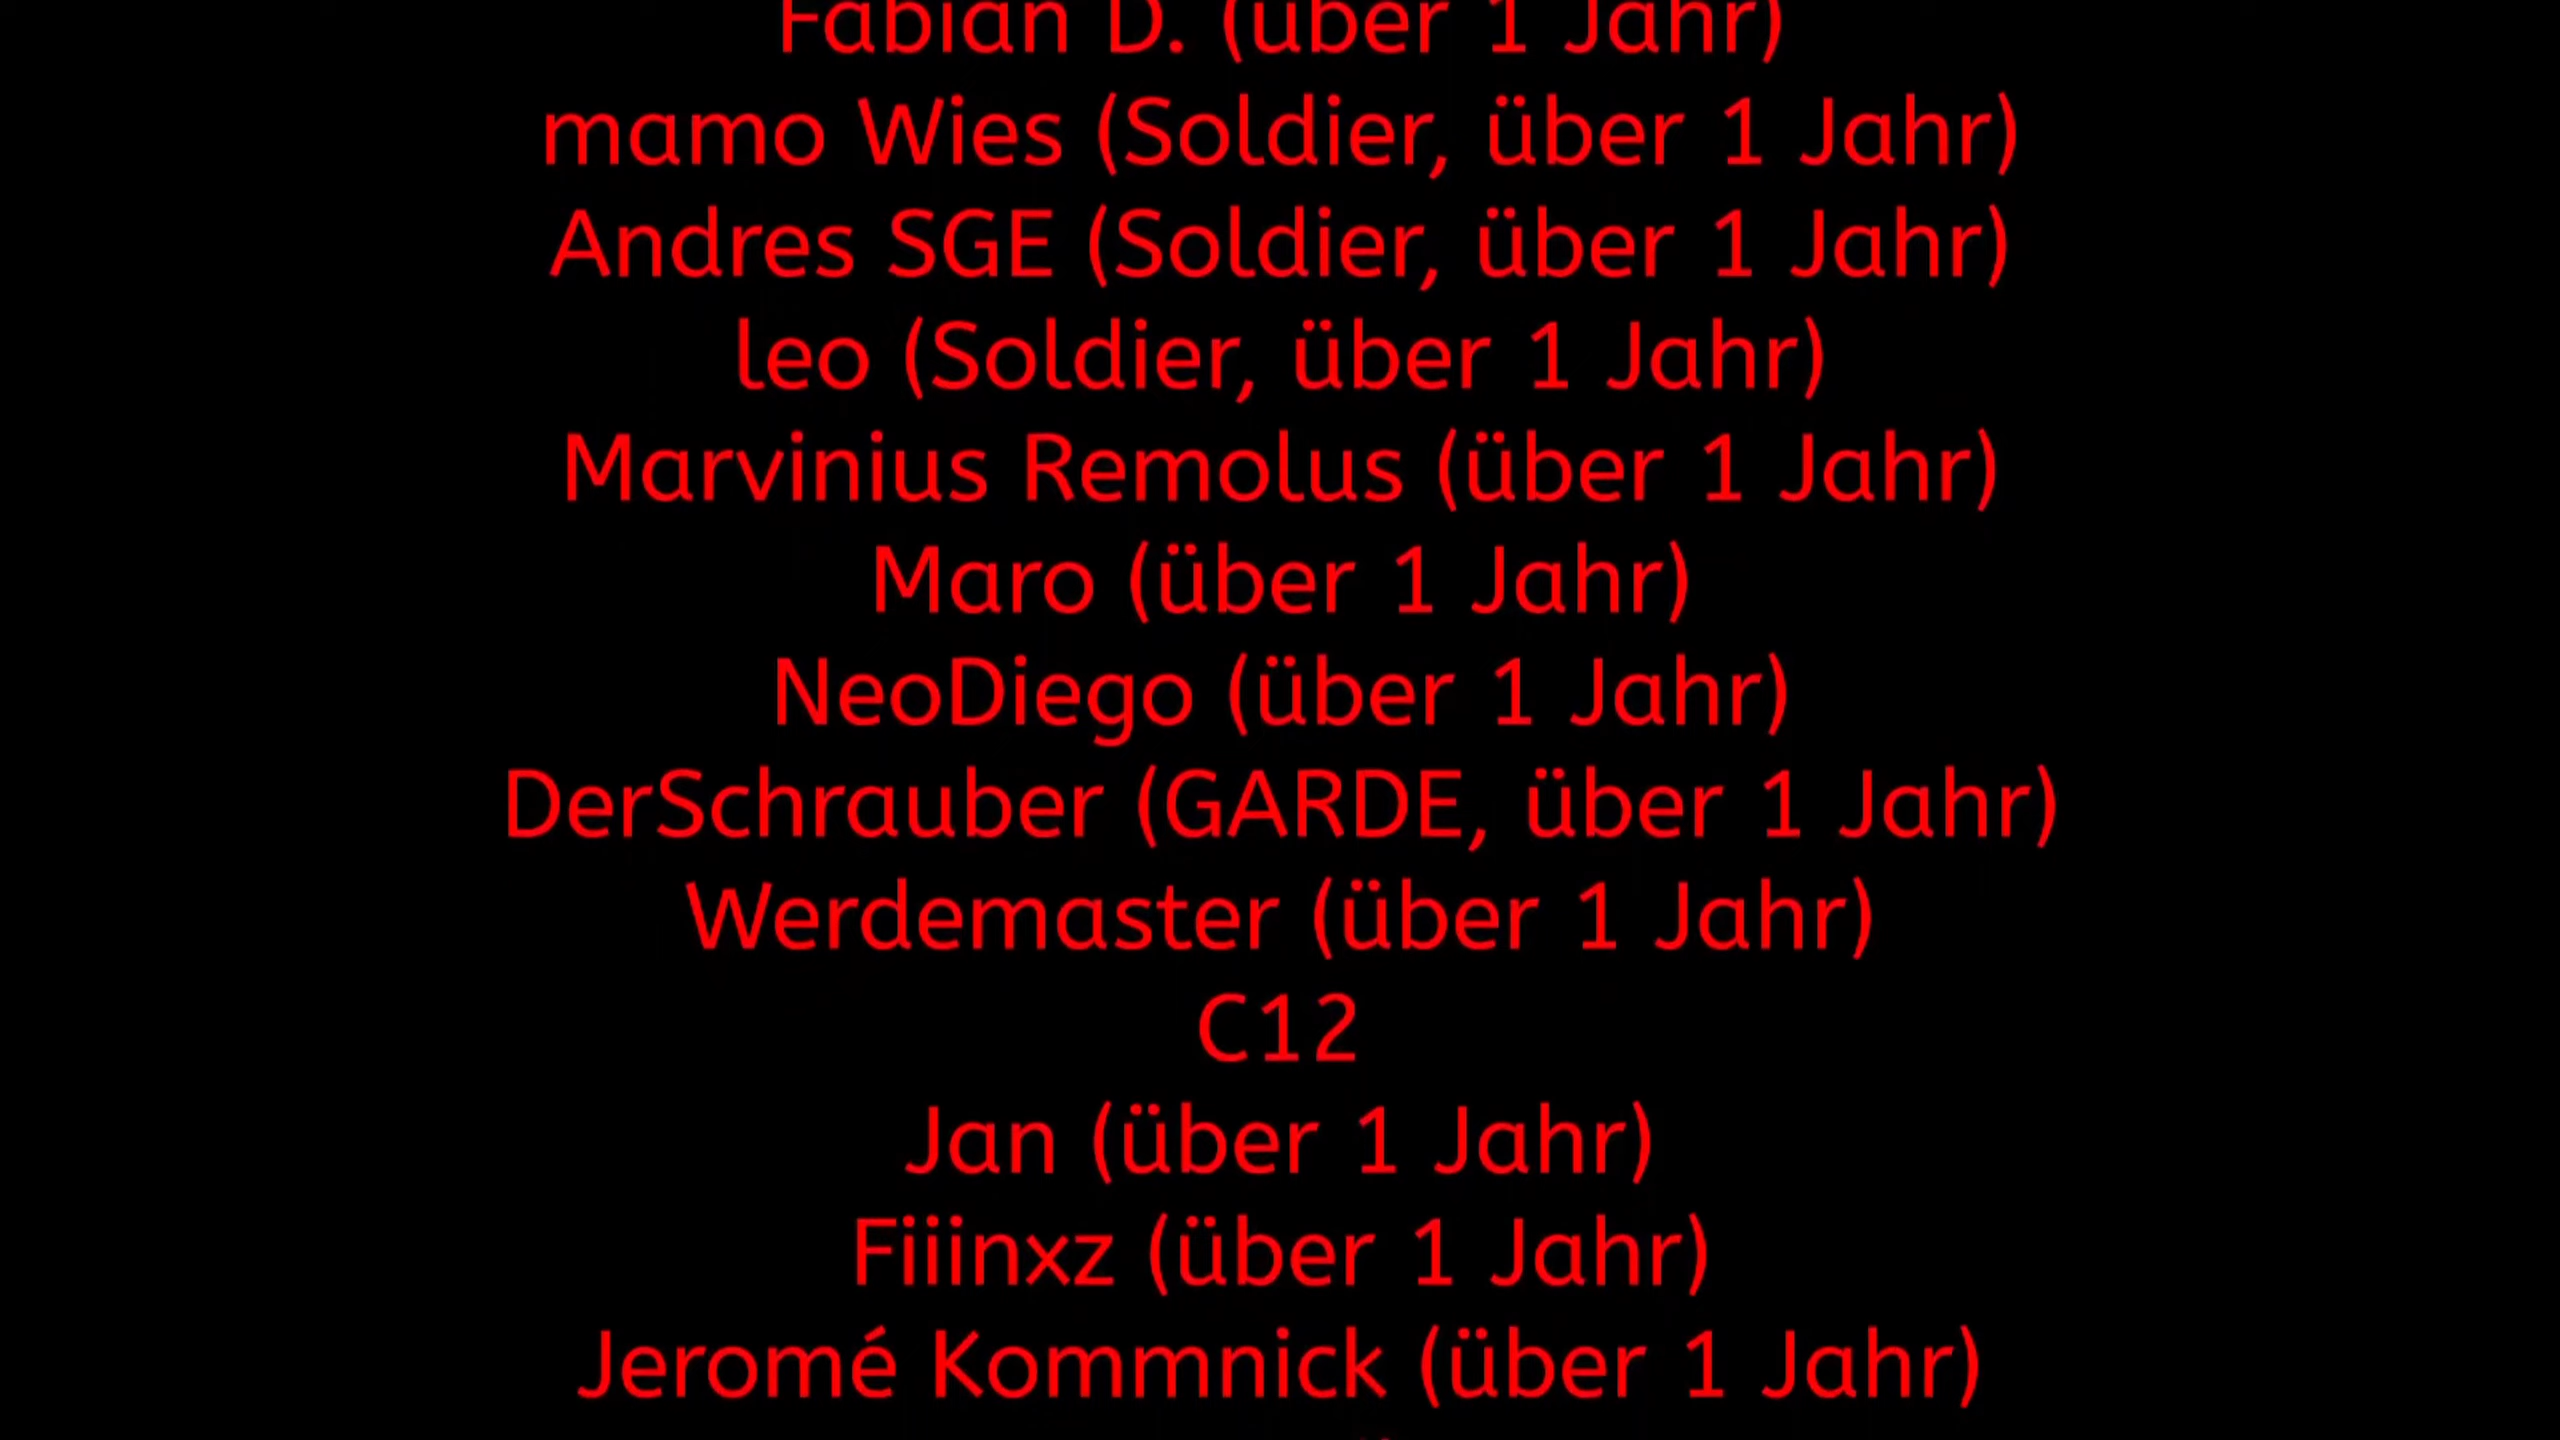 Fabian D. (über 1 Jahr)
mamo Wies (Soldier, über 1 Jahr)
Andres SGE (Soldier, über 1 Jahr)
leo (Soldier, über 1 Jahr)
Marvinius Remolus (über 1 Jahr)
Maro (über 1 Jahr)
NeoDiego (über 1 Jahr)
DerSchrauber (GARDE, über 1 Jahr)
Werdemaster (über 1 Jahr)
C12
Jan (über 1 Jahr)
Fiiinxz (über 1 Jahr)
Jeromé Kommnick (über 1 Jahr)